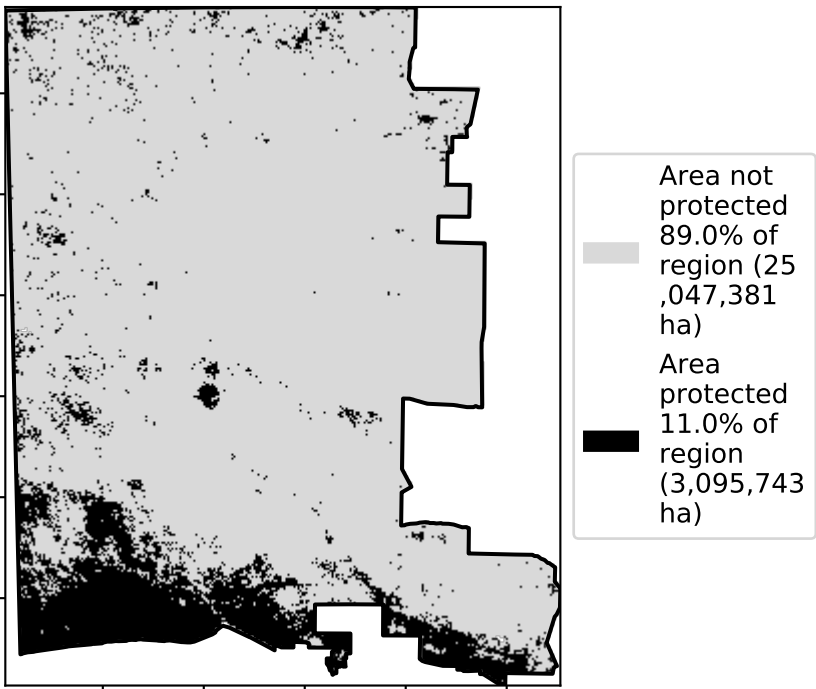 Area not
protected
89.0% of
region (25
,047,381
ha)
Area
protected
11.0% of
region
(3,095,743
ha)